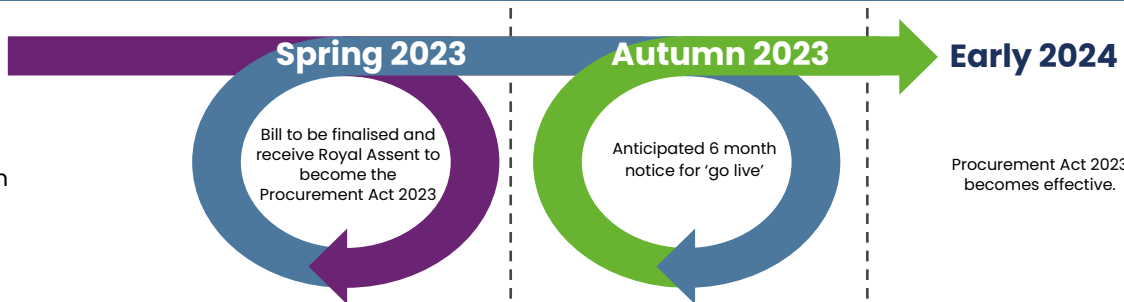 Spring 2023
Autumn 2023
Early 2024
Bill to be finalised and
receive Royal Assent to
become the
Procurement Act 2023
Anticipated 6 month
notice for ‘go live’
Procurement Act 2023
becomes effective.